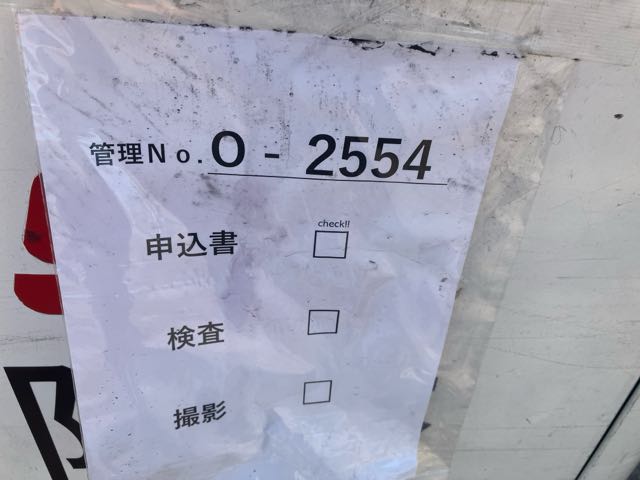 管理No.O- 2554
check!!
申込書 □
検査 □
撮影 □